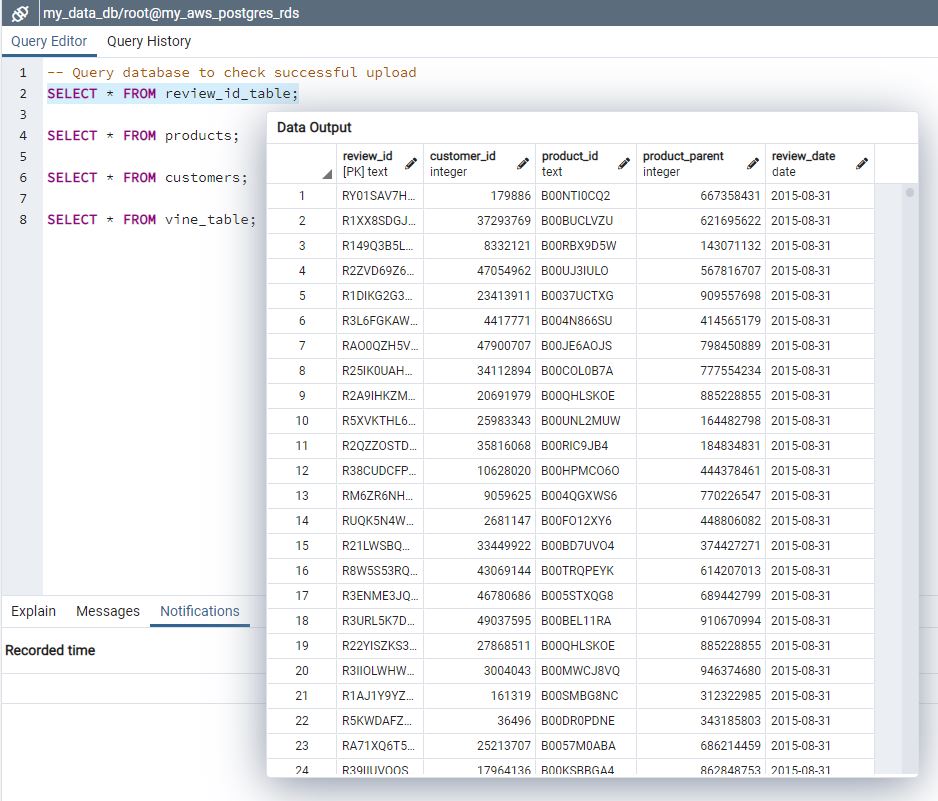 my_data_db/root@my_aws_postgres_rds
Query Editor Query History
1 -- Query database to check successful upload
2 SELECT * FROM review_id_table;
3
4 SELECT * FROM products;
5
6 SELECT * FROM customers;
7
8 SELECT * FROM vine_table;
Data Output
review_id customer_id product_id product_parent review_date
[PK] text integer text integer date
1 RY01SAV7H... 179886 B00NTI0CQ2 667358431 2015-08-31
2 R1XX8SDGJ... 37293769 B00BUCLVZU 621695622 2015-08-31
3 R149Q3B5L... 8332121 B00RBX9D5W 143071132 2015-08-31
4 R2ZVD69Z6... 47054962 B00UJ3IULO 567816707 2015-08-31
5 R1DIKG2G3... 23413911 B0037UCTXG 909557698 2015-08-31
6 R3L6FGKAW... 4417771 B004N866SU 414565179 2015-08-31
7 RAO0QZH5V... 47900707 B00JE6AOJS 798450889 2015-08-31
8 R25IK0UAH... 34112894 B00COL0B7A 777554234 2015-08-31
9 R2A9IHKZM... 20691979 B00QHLSKOE 885228855 2015-08-31
10 R5XVKTHL6... 25983343 B00UNL2MUW 164482798 2015-08-31
11 R2QZZOSTD... 35816068 B00RIC9JB4 184834831 2015-08-31
12 R38CUDCFP... 10628020 B00HPMCO6O 444378461 2015-08-31
13 RM6ZR6NH... 9059625 B004QGXWS6 770226547 2015-08-31
14 RUQK5N4W... 2681147 B00FO12XY6 448806082 2015-08-31
15 R21LWSBQ... 33449922 B00BD7UVO4 374427271 2015-08-31
16 R8W5S53RQ... 43069144 B00TRQPEYK 614207013 2015-08-31
17 R3ENME3JQ... 46780686 B005STXQG8 689442799 2015-08-31
18 R3URL5K7D... 49037595 B00BEL11RA 910670994 2015-08-31
19 R22YISZKS3... 27868511 B00QHLSKOE 885228855 2015-08-31
20 R3IIOLWHW... 3004043 B00MWCJ8VQ 946374680 2015-08-31
21 R1AJ1Y9YZ... 161319 B00SMBG8NC 312322985 2015-08-31
22 R5KWDAFZ... 36496 B00DR0PDNE 343185803 2015-08-31
23 RA71XQ6T5... 25213707 B0057M0ABA 686214459 2015-08-31
24 R39IIUVOOS 17964136 B00KSBBGA4 862848753 2015-08-31
Explain Messages Notifications
Recorded time